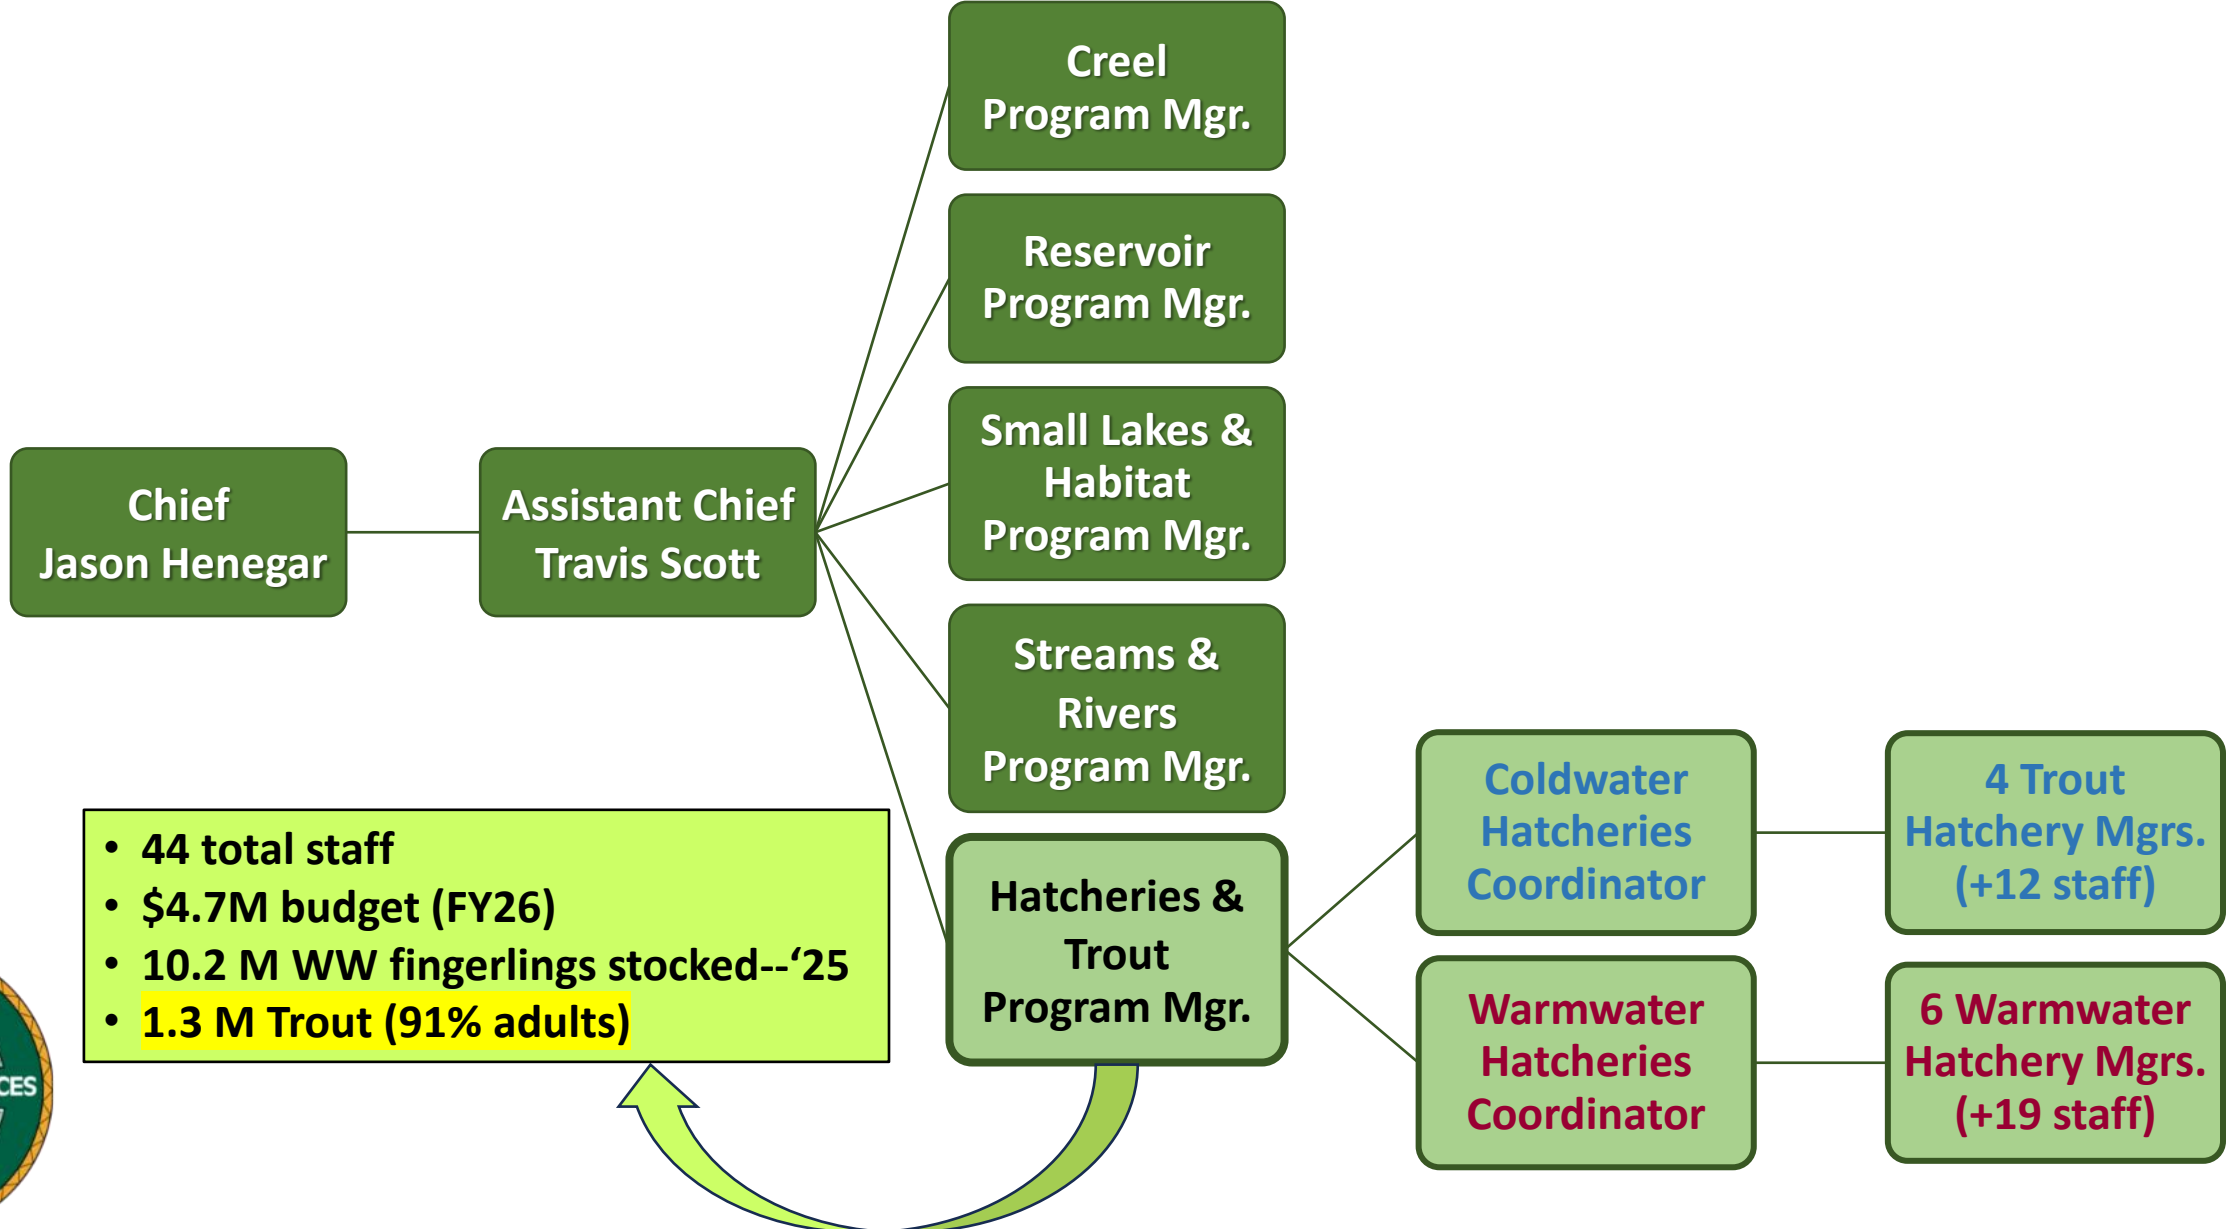 Creel
Program Mgr.
Reservoir
Program Mgr.
Small Lakes &
Habitat
Program Mgr.
Chief
Jason Henegar
Assistant Chief
Travis Scott
Streams &
Rivers
Program Mgr.
• 44 total staff
• $4.7M budget (FY26)
• 10.2 M WW fingerlings stocked--‘25
• 1.3 M Trout (91% adults)
Hatcheries &
Trout
Program Mgr.
Coldwater
Hatcheries
Coordinator
4 Trout
Hatchery Mgrs.
(+12 staff)
Warmwater
Hatcheries
Coordinator
6 Warmwater
Hatchery Mgrs.
(+19 staff)